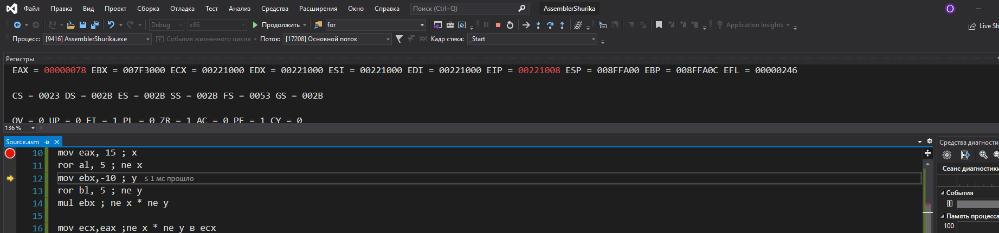 Файл Правка Вид Проект Сборка Отладка Тест Анализ Средства Расширения Окно Справка Поиск (Ctrl+Q) AssemblerShurika O
Debug x86 Продолжить for Application Insights Live Sh
Процесс: [9416] AssemblerShurika.exe События жизненного цикла Поток: [17208] Основной поток Кадр стека: _Start
Регистры
EAX = 00000078 EBX = 007F3000 ECX = 00221000 EDX = 00221000 ESI = 00221000 EDI = 00221000 EIP = 00221008 ESP = 008FFA00 EBP = 008FFA0C EFL = 00000246
CS = 0023 DS = 002B ES = 002B SS = 002B FS = 0053 GS = 002B
OV = 0 UP = 0 EI = 1 PL = 0 ZR = 1 AC = 0 PE = 1 CY = 0
136 %
Source.asm
10 mov eax, 15 ; x
11 ror al, 5 ; ne x
12 mov ebx,-10 ; y ≤ 1 мс прошло
13 ror bl, 5 ; ne y
14 mul ebx ; ne x * ne y
15
16 mov ecx,eax ;ne x * ne y в ecx
Средства диагности
Сеанс диагностики
События
Память процесса
100